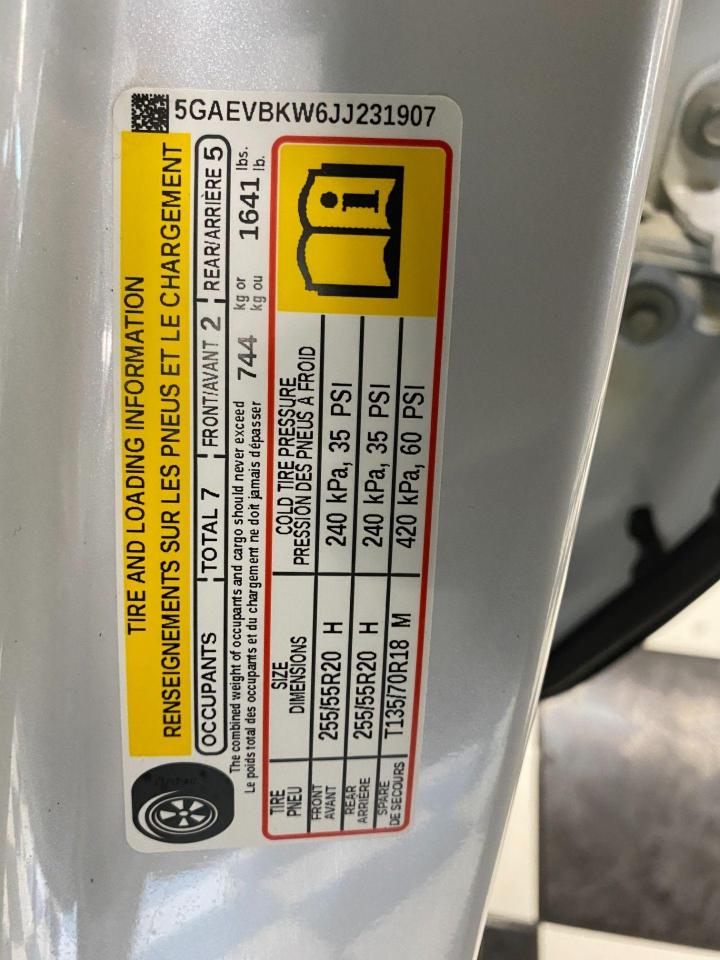 5GAEVBKW6JJ231907
TIRE AND LOADING INFORMATION
RENSEIGNEMENTS SUR LES PNEUS ET LE CHARGEMENT
OCCUPANTS TOTAL 7 FRONT/AVANT 2 REAR/ARRIÈRE 5
The combined weight of occupants and cargo should never exceed 744 kg or 1641 lbs.
Le poids total des occupants et du chargement ne doit jamais dépasser kg ou lb.
TIRE SIZE COLD TIRE PRESSURE
PNEU DIMENSIONS PRESSION DES PNEUS À FROID
FRONT 255/55R20 H 240 kPa, 35 PSI
AVANT
REAR 255/55R20 H 240 kPa, 35 PSI
ARRIÈRE
SPARE T135/70R18 M 420 kPa, 60 PSI
DE SECOURS
i